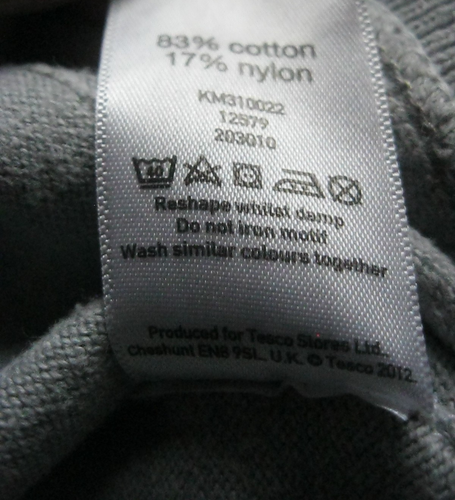 83% cotton
17% nylon
KM310022
12579
203010
40
Reshape whilst damp
Do not iron motif
Wash similar colours together
Produced for Tesco Stores Ltd.,
Cheshunt EN8 9SL. U.K. © Tesco 2012.